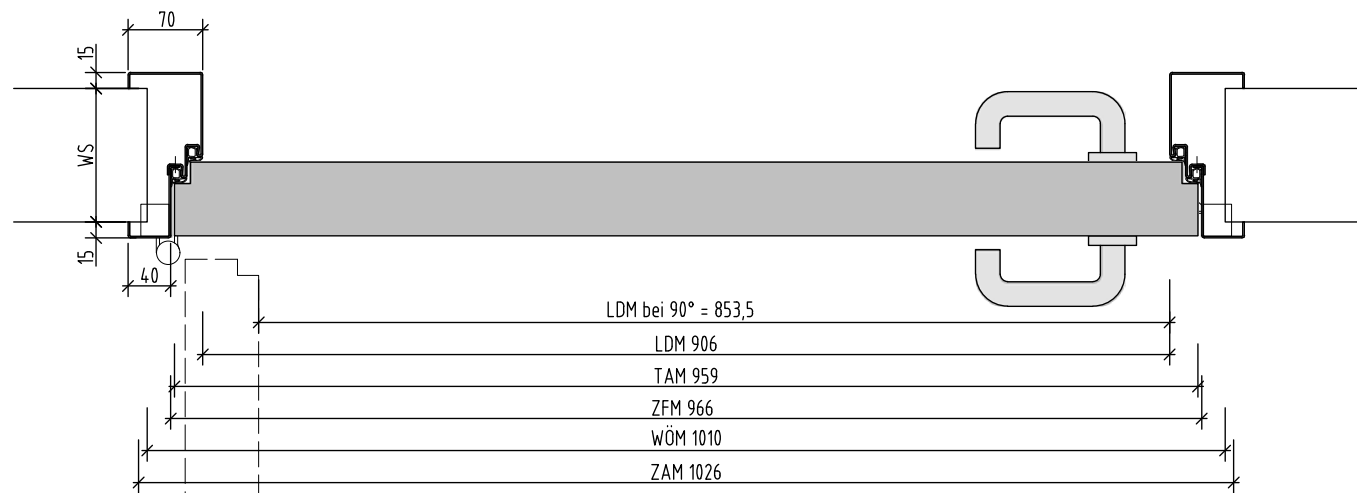 70
15
WS
15
40
LDM bei 90° = 853,5
LDM 906
TAM 959
ZFM 966
WÖM 1010
ZAM 1026